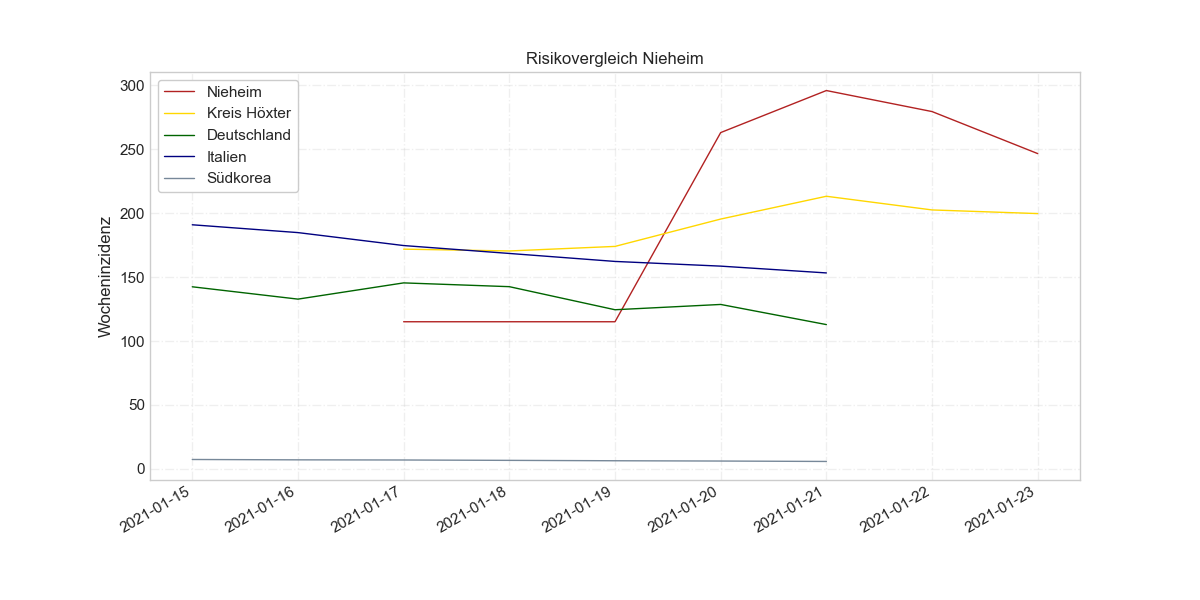 Risikovergleich Nieheim
Nieheim
Kreis Höxter
Deutschland
Italien
Südkorea
Wocheninzidenz
300
250
200
150
100
50
0
2021-01-15
2021-01-16
2021-01-17
2021-01-18
2021-01-19
2021-01-20
2021-01-21
2021-01-22
2021-01-23